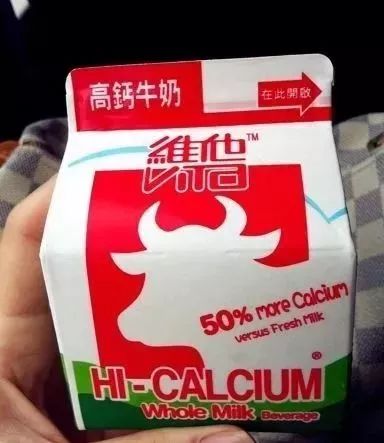 高鈣牛奶
在此開啟
維他™
VITA
50% more Calcium
versus Fresh Milk
HI-CALCIUM®
Whole Milk Beverage